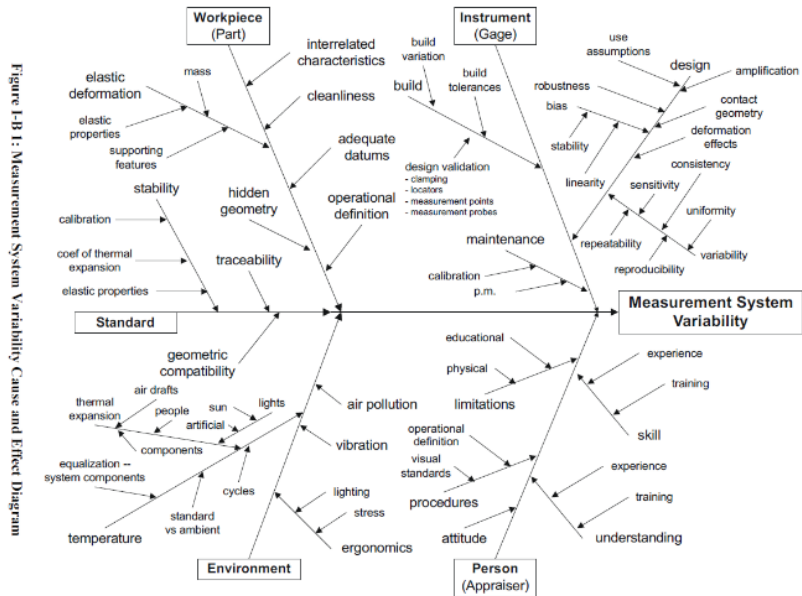 Figure I-B 1: Measurement System Variability Cause and Effect Diagram
Workpiece
(Part)
interrelated
characteristics
cleanliness
adequate
datums
operational
definition
hidden
geometry
elastic
deformation
mass
elastic
properties
supporting
features
Instrument
(Gage)
build
variation
build
tolerances
build
design validation
- clamping
- locators
- measurement points
- measurement probes
use
assumptions
design
amplification
robustness
bias
contact
geometry
deformation
effects
stability
linearity
sensitivity
consistency
uniformity
repeatability
reproducibility
variability
maintenance
calibration
p.m.
stability
calibration
coef of thermal
expansion
elastic properties
traceability
Standard
geometric
compatibility
Measurement System
Variability
air drafts
thermal
expansion
people
sun
lights
artificial
components
equalization --
system components
cycles
standard
vs ambient
temperature
air pollution
vibration
lighting
stress
ergonomics
Environment
educational
physical
limitations
operational
definition
visual
standards
procedures
attitude
experience
training
skill
experience
training
understanding
Person
(Appraiser)